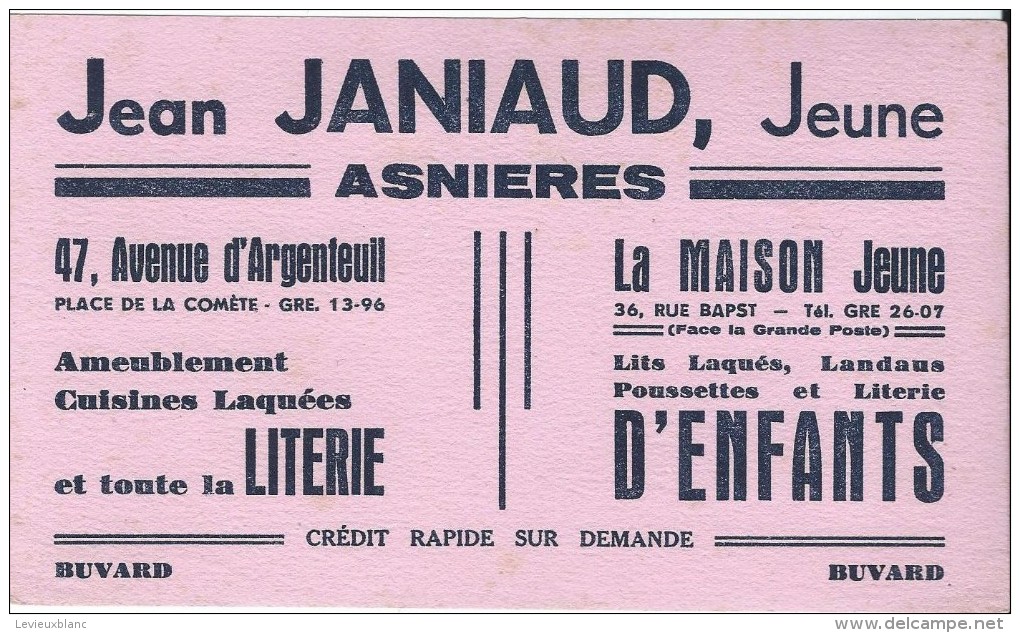 Jean JANIAUD, Jeune
ASNIERES
47, Avenue d'Argenteuil
PLACE DE LA COMÈTE - GRE. 13-96
Ameublement
Cuisines Laquées
et toute la LITERIE
La MAISON Jeune
36, RUE BAPST — Tél. GRE 26-07
(Face la Grande Poste)
Lits Laqués, Landaus
Poussettes et Literie
D'ENFANTS
CRÉDIT RAPIDE SUR DEMANDE
BUVARD
BUVARD
Levieuxblanc
delcampe.net